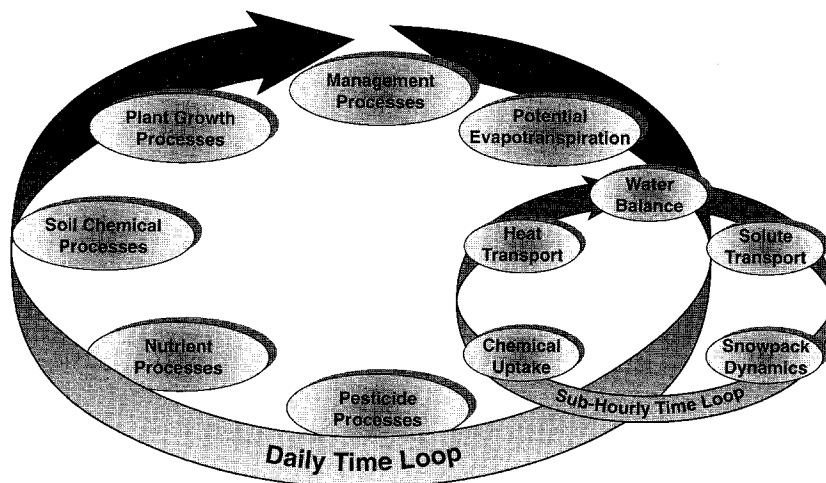 Management
Processes
Potential
Evapotranspiration
Water
Balance
Solute
Transport
Snowpack
Dynamics
Sub-Hourly Time Loop
Chemical
Uptake
Heat
Transport
Pesticide
Processes
Daily Time Loop
Nutrient
Processes
Soil Chemical
Processes
Plant Growth
Processes